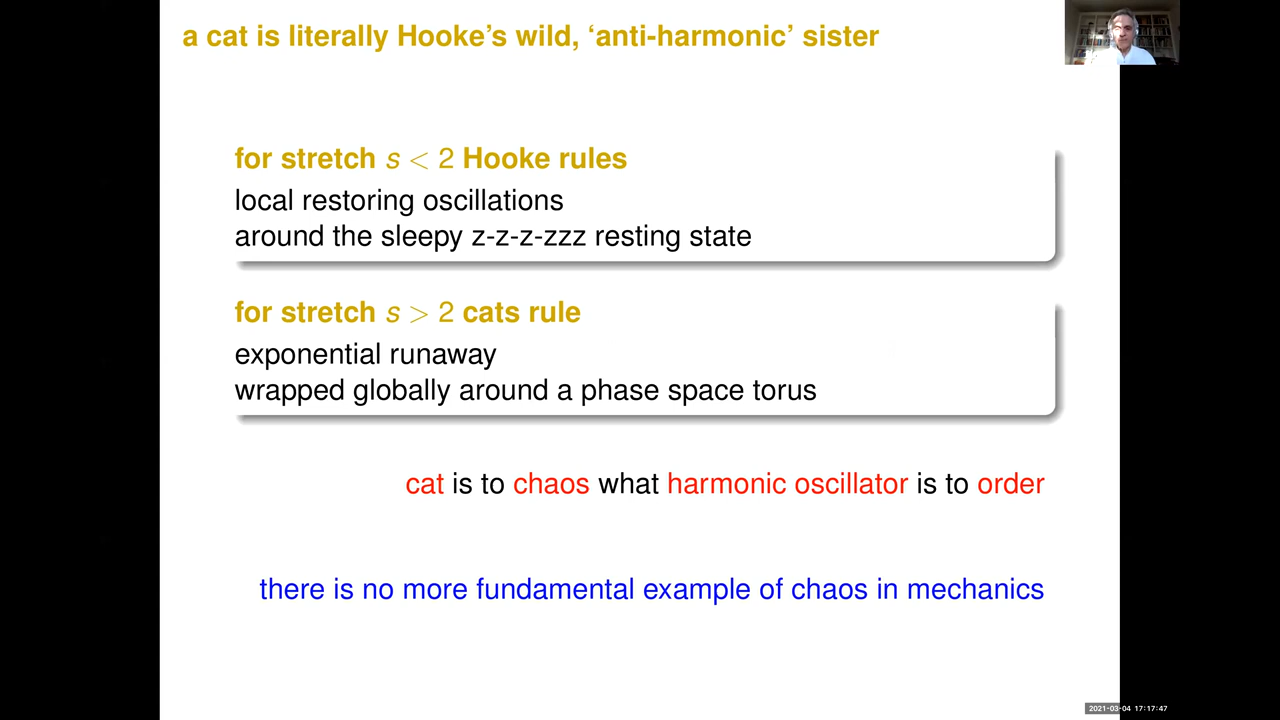 a cat is literally Hooke’s wild, ‘anti-harmonic’ sister
for stretch s < 2 Hooke rules
local restoring oscillations
around the sleepy z-z-z-zzz resting state
for stretch s > 2 cats rule
exponential runaway
wrapped globally around a phase space torus
cat is to chaos what harmonic oscillator is to order
there is no more fundamental example of chaos in mechanics
2021-03-04 17:17:47